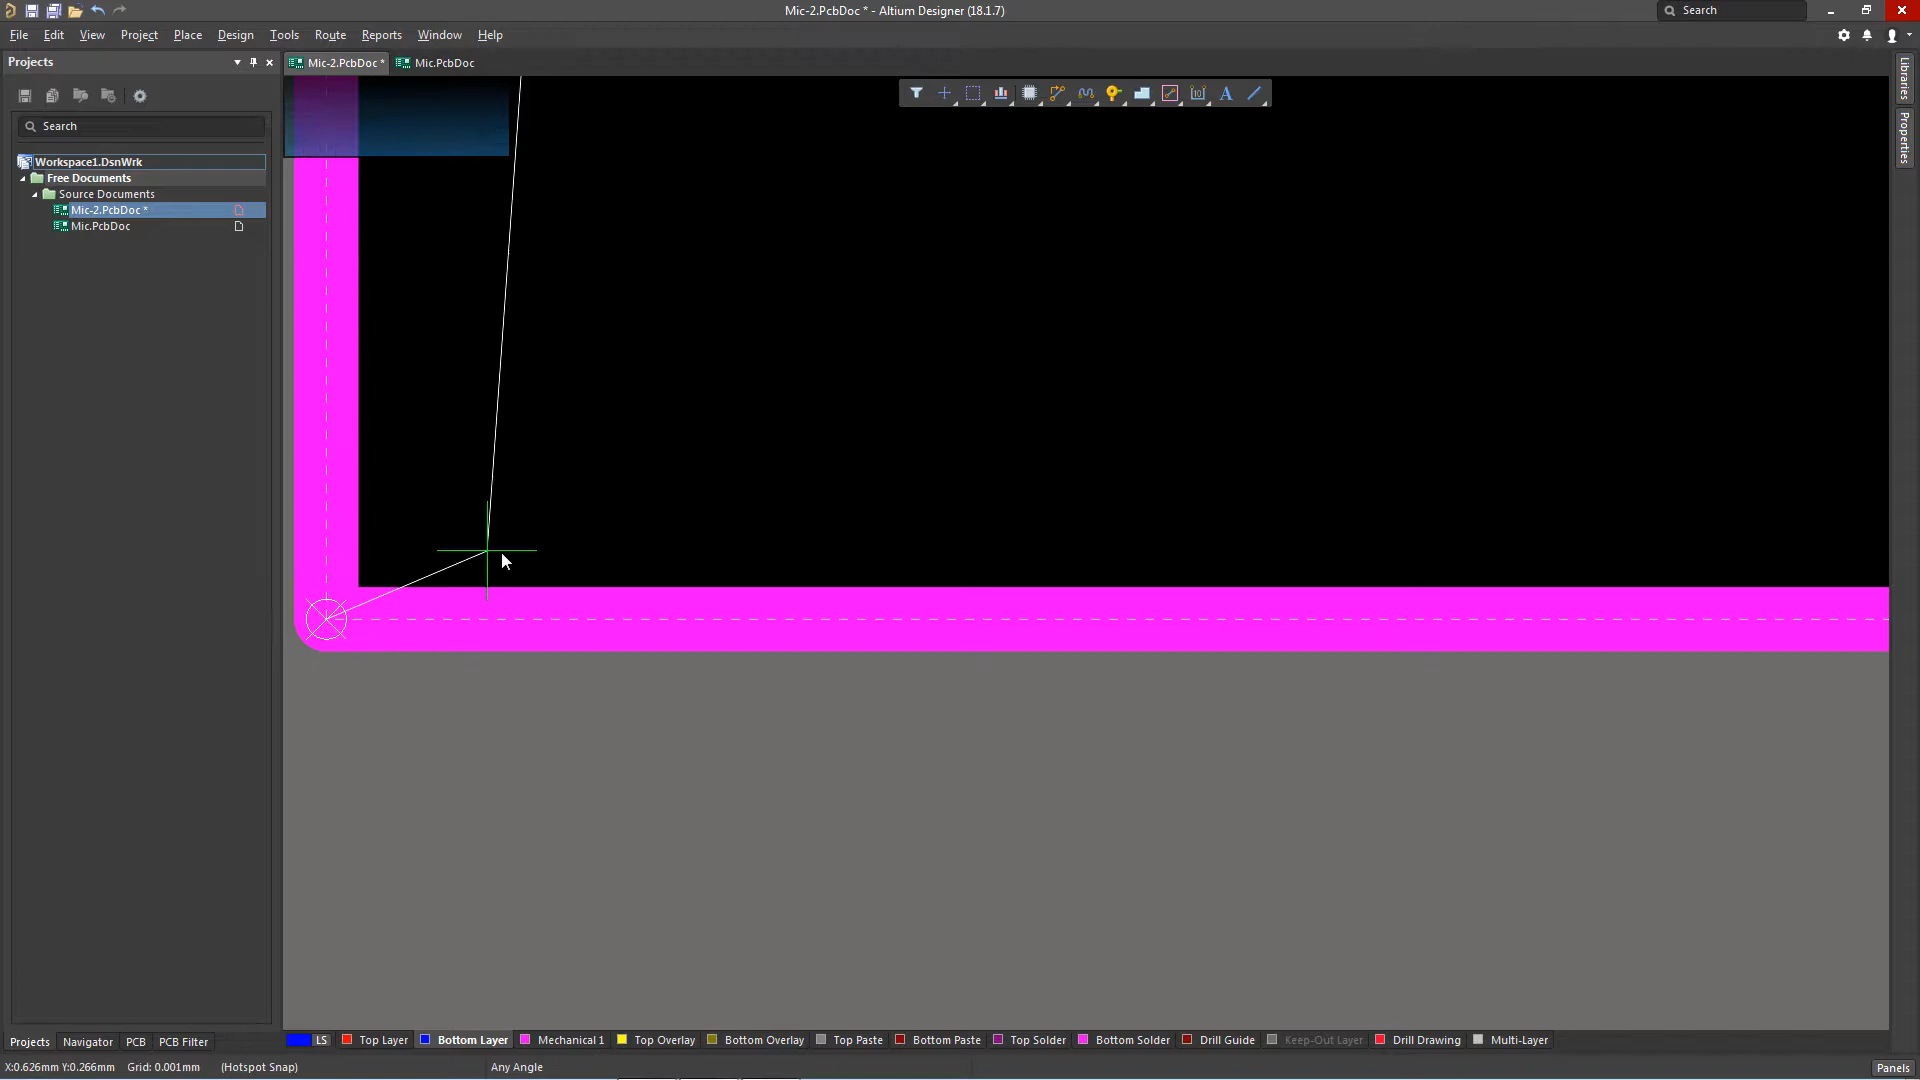 Mic-2.PcbDoc * - Altium Designer (18.1.7)
Search
File Edit View Project Place Design Tools Route Reports Window Help
Projects
Mic-2.PcbDoc *
Mic.PcbDoc
Search
Workspace1.DsnWrk
Free Documents
Source Documents
Mic-2.PcbDoc *
Mic.PcbDoc
Libraries
Properties
A
Projects Navigator PCB PCB Filter
LS Top Layer Bottom Layer Mechanical 1 Top Overlay Bottom Overlay Top Paste Bottom Paste Top Solder Bottom Solder Drill Guide Keep-Out Layer Drill Drawing Multi-Layer
X:0.626mm Y:0.266mm Grid: 0.001mm (Hotspot Snap) Any Angle
Panels